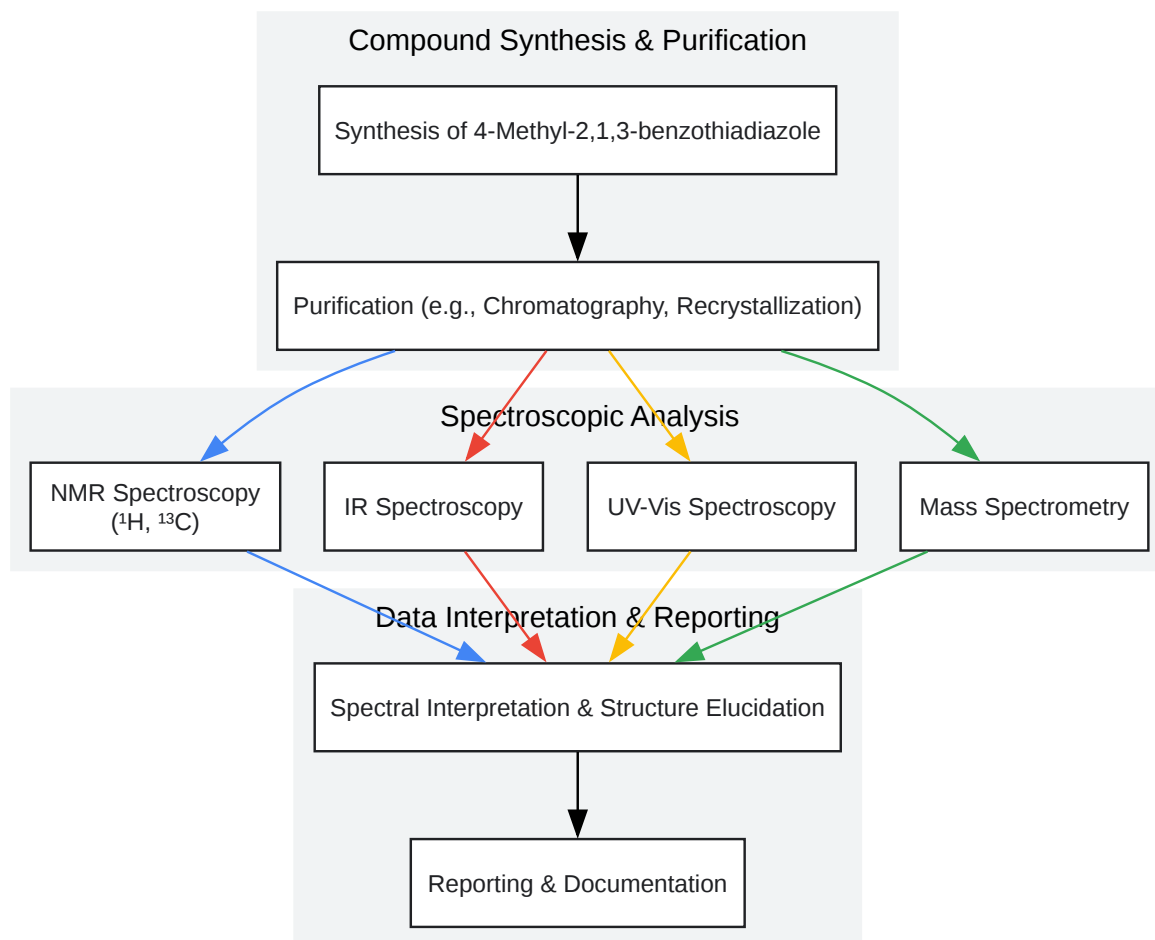 Compound Synthesis & Purification
Synthesis of 4-Methyl-2,1,3-benzothiadiazole
Purification (e.g., Chromatography, Recrystallization)
Spectroscopic Analysis
NMR Spectroscopy
(¹H, ¹³C)
IR Spectroscopy
UV-Vis Spectroscopy
Mass Spectrometry
Data Interpretation & Reporting
Spectral Interpretation & Structure Elucidation
Reporting & Documentation